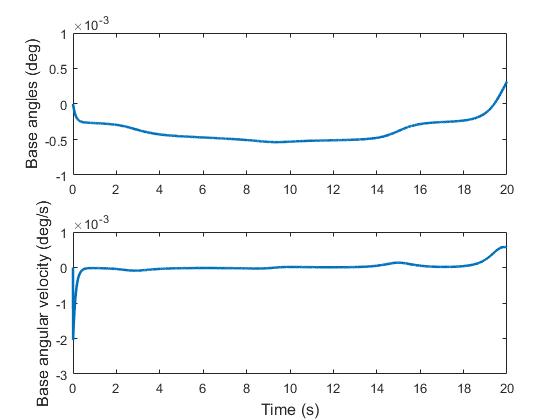 ×10⁻³
1
0.5
0
-0.5
-1
Base angles (deg)
0 2 4 6 8 10 12 14 16 18 20
×10⁻³
1
0
-1
-2
-3
Base angular velocity (deg/s)
0 2 4 6 8 10 12 14 16 18 20
Time (s)